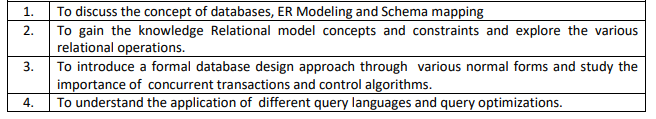 1. To discuss the concept of databases, ER Modeling and Schema mapping
2. To gain the knowledge Relational model concepts and constraints and explore the various
relational operations.
3. To introduce a formal database design approach through various normal forms and study the
importance of concurrent transactions and control algorithms.
4. To understand the application of different query languages and query optimizations.